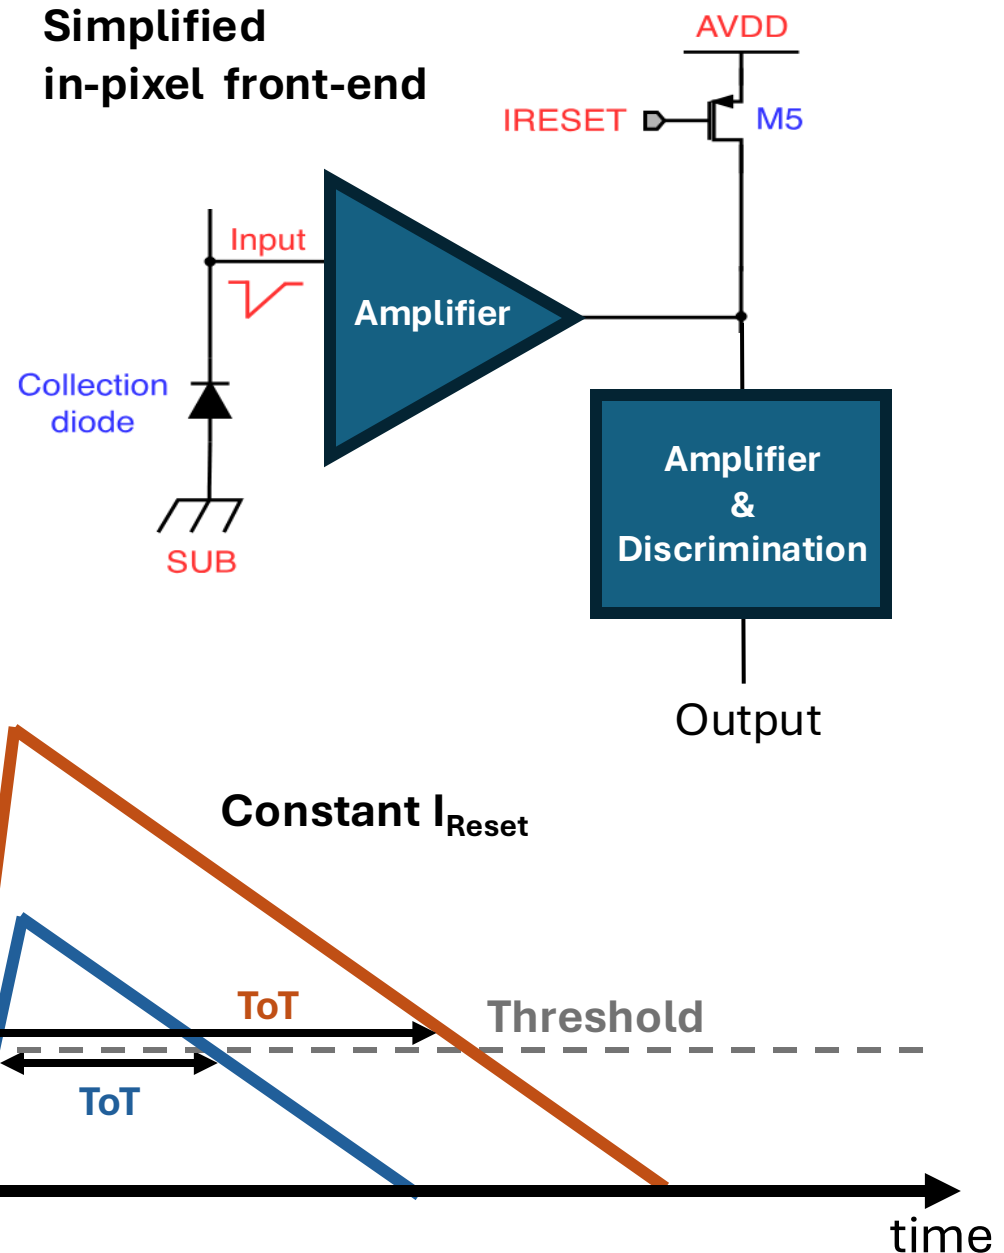 Simplified
in-pixel front-end
AVDD
IRESET
M5
Input
Amplifier
Collection
diode
SUB
Amplifier
&
Discrimination
Output
Constant I_Reset
ToT
Threshold
ToT
time